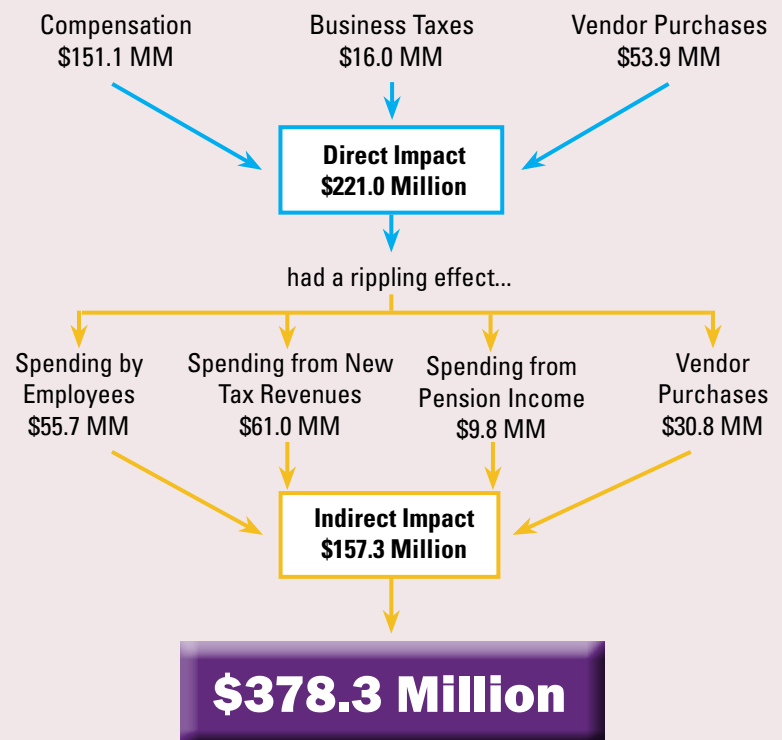 Compensation
$151.1 MM
Business Taxes
$16.0 MM
Vendor Purchases
$53.9 MM
Direct Impact
$221.0 Million
had a rippling effect...
Spending by
Employees
$55.7 MM
Spending from New
Tax Revenues
$61.0 MM
Spending from
Pension Income
$9.8 MM
Vendor
Purchases
$30.8 MM
Indirect Impact
$157.3 Million
$378.3 Million